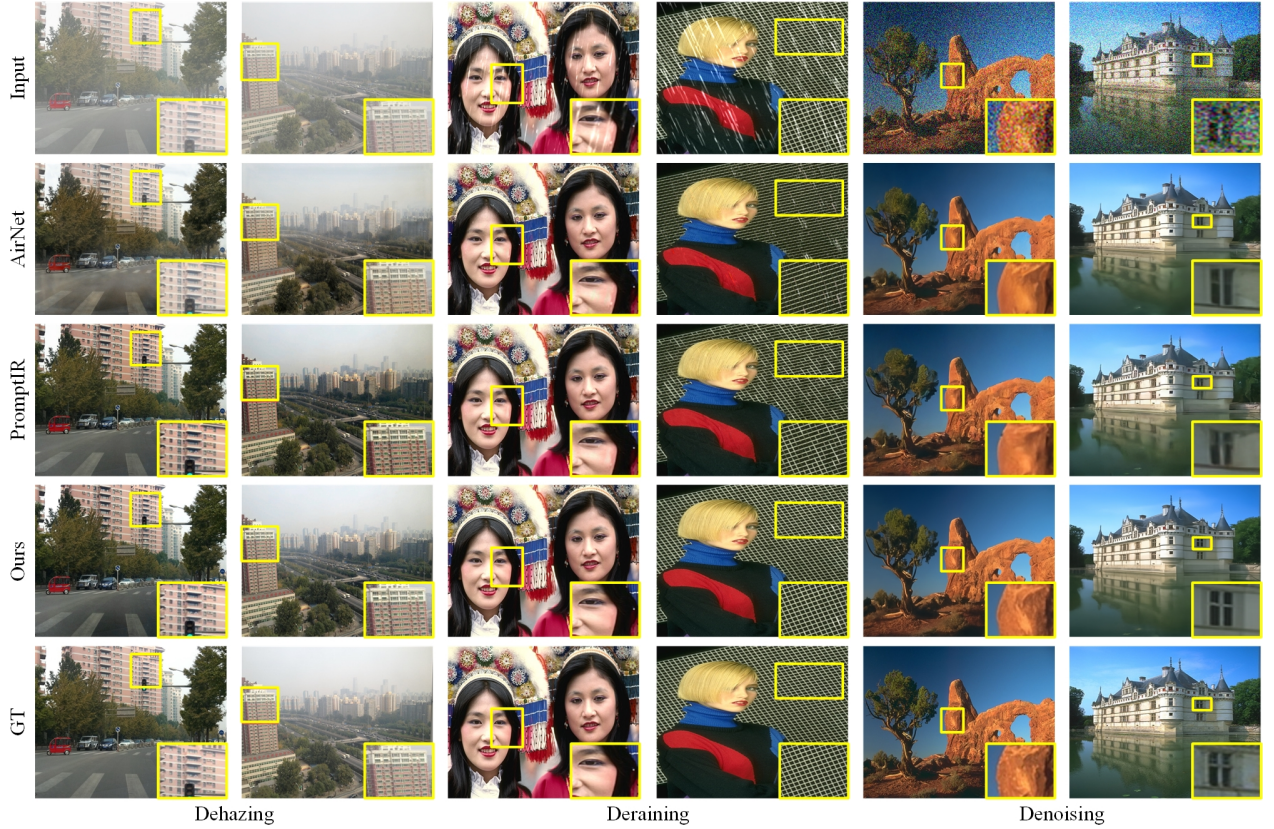 Input
AirNet
PromptIR
Ours
GT
Dehazing
Deraining
Denoising